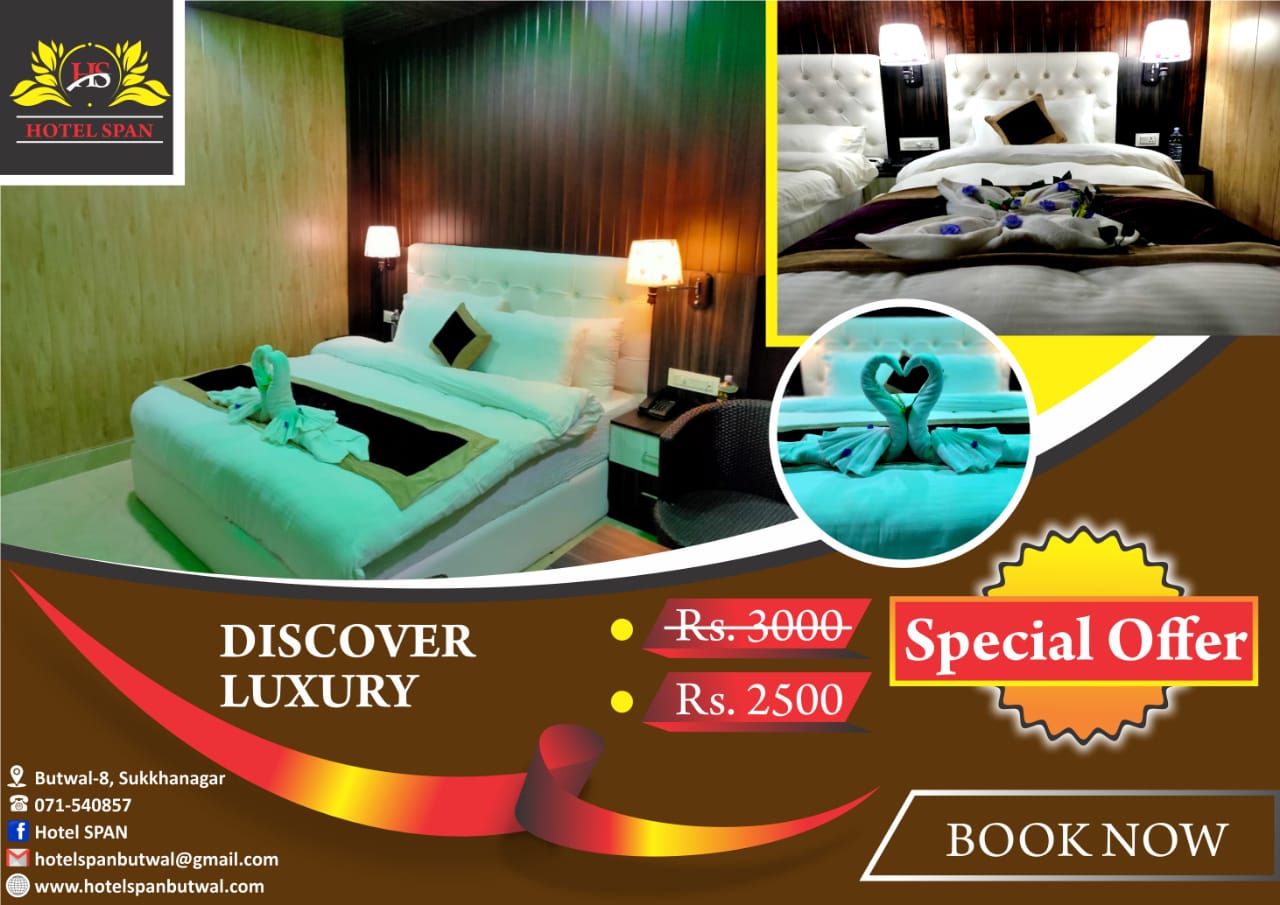 HS
HOTEL SPAN
DISCOVER
LUXURY
Rs. 3000
Rs. 2500
Special Offer
Butwal-8, Sukkhanagar
071-540857
Hotel SPAN
hotelspanbutwal@gmail.com
www.hotelspanbutwal.com
BOOK NOW